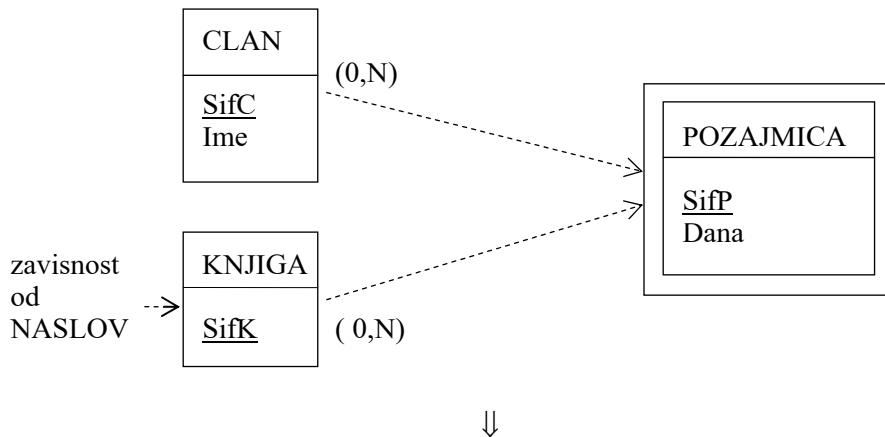 CLAN
(0,N)
SifC
Ime
POZAJMICA
SifP
Dana
zavisnost
od
NASLOV
KNJIGA
SifK
( 0,N)
⇓